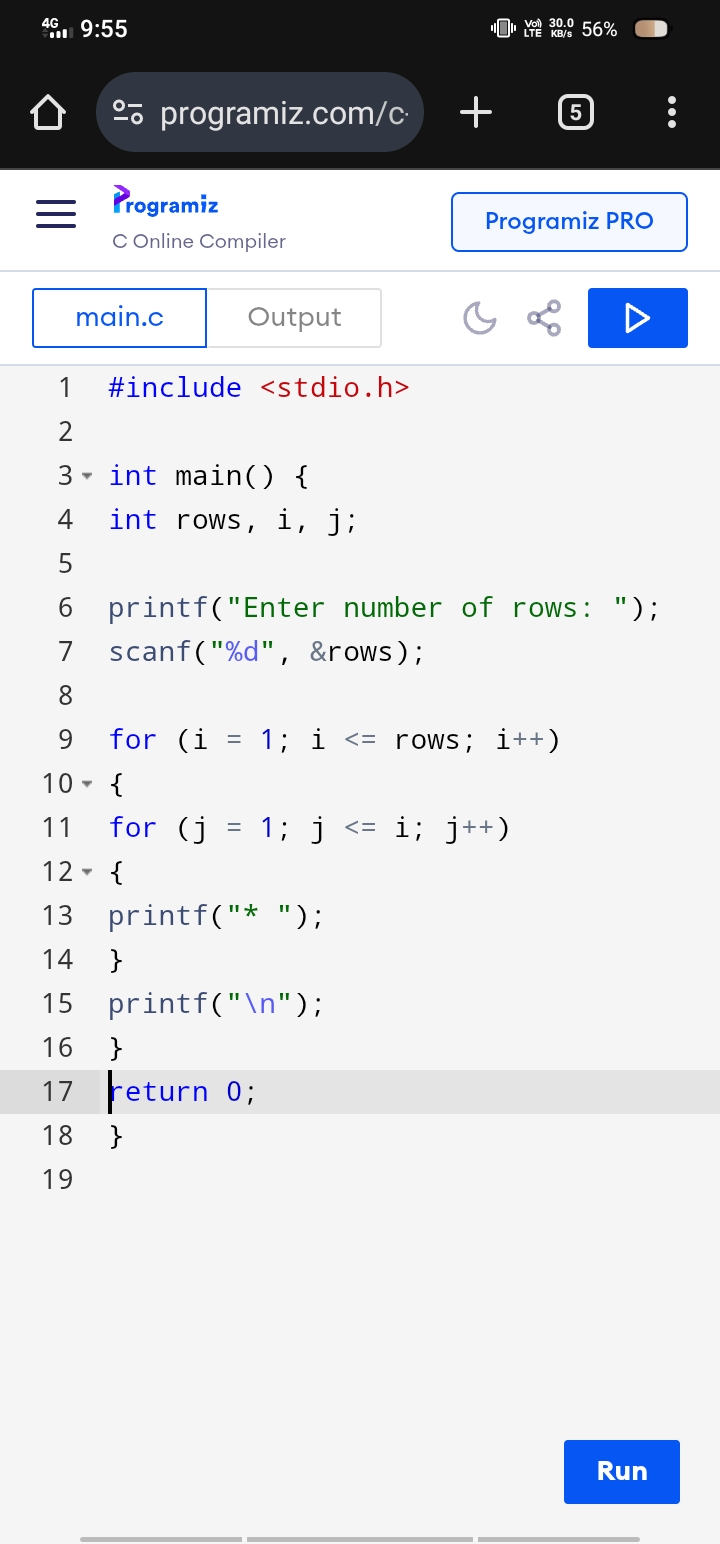 4G 9:55 Vo) LTE 30.0 KB/s 56%
programiz.com/c
5
Programiz
C Online Compiler
Programiz PRO
main.c Output
1 #include <stdio.h>
2
3 int main() {
4 int rows, i, j;
5
6 printf("Enter number of rows: ");
7 scanf("%d", &rows);
8
9 for (i = 1; i <= rows; i++)
10 {
11 for (j = 1; j <= i; j++)
12 {
13 printf("* ");
14 }
15 printf("\n");
16 }
17 return 0;
18 }
19
Run